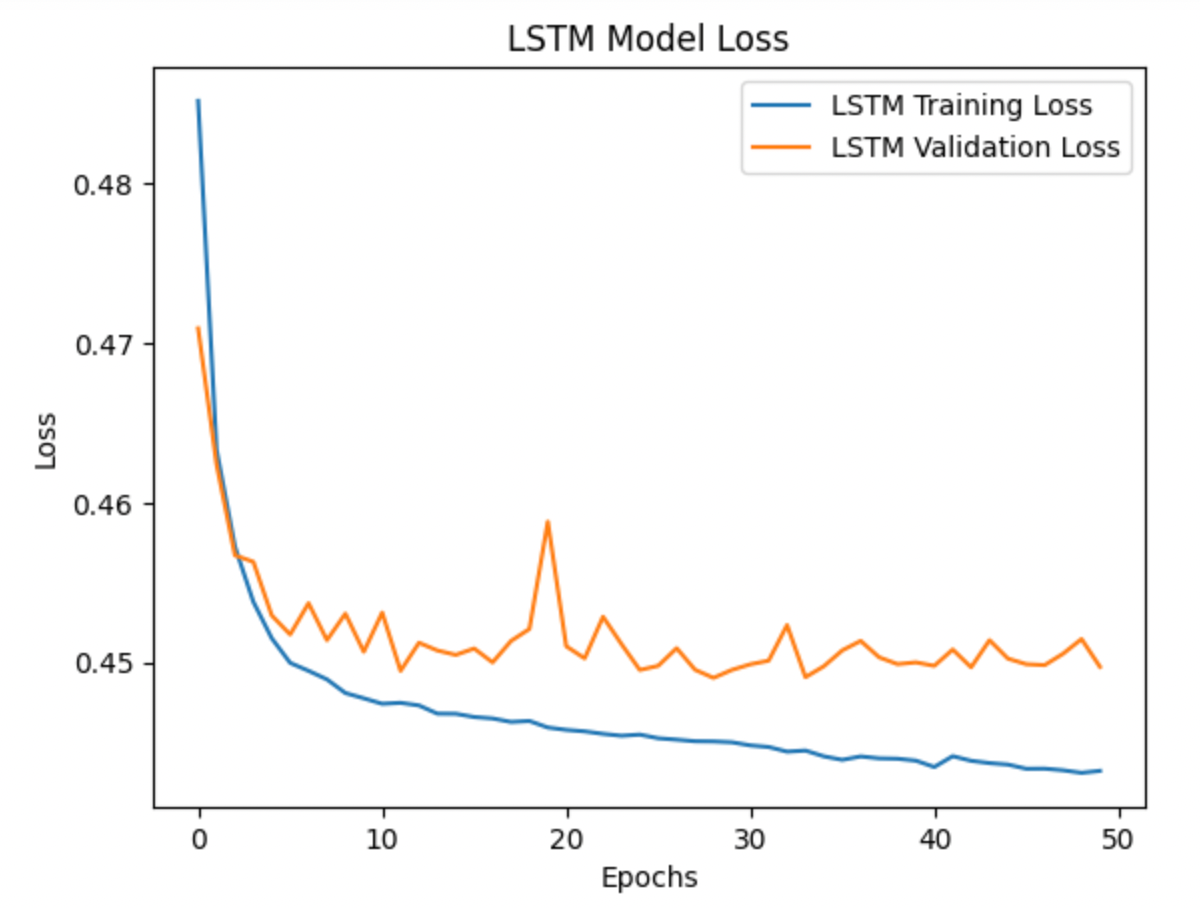 LSTM Model Loss
LSTM Training Loss
LSTM Validation Loss
0.48
0.47
0.46
0.45
Loss
0 10 20 30 40 50
Epochs